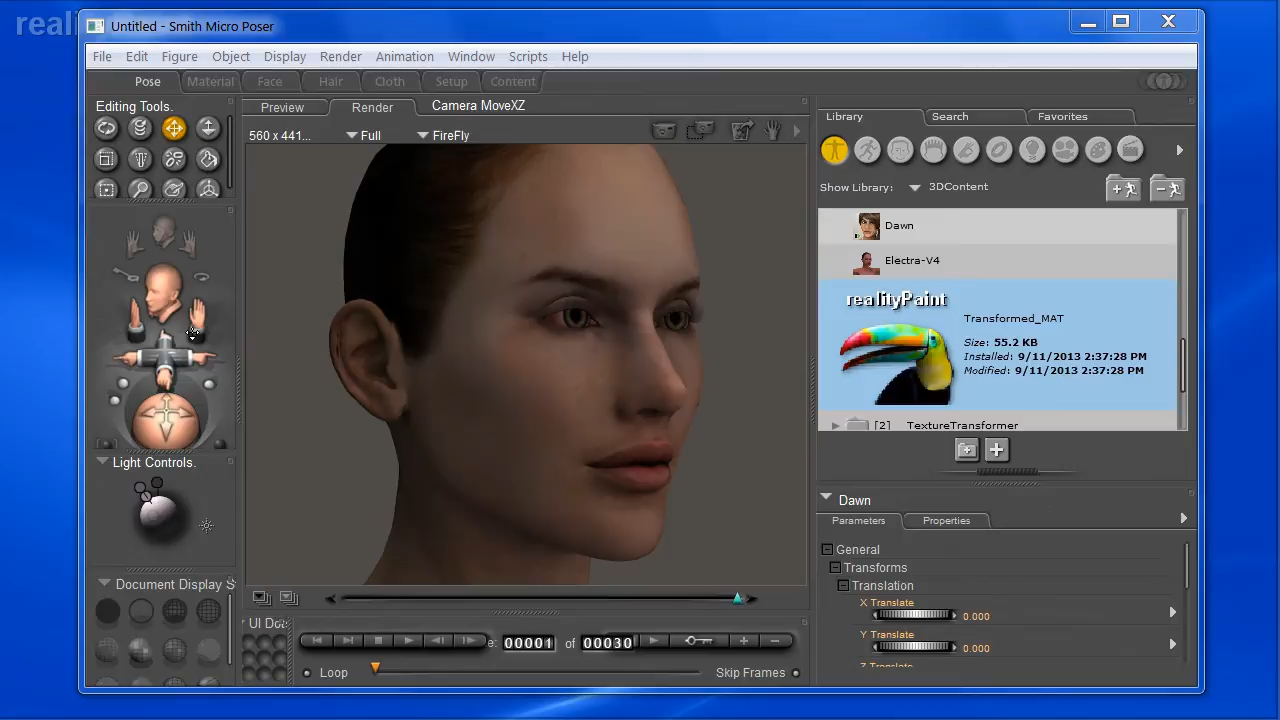 reali
Untitled - Smith Micro Poser
File Edit Figure Object Display Render Animation Window Scripts Help
Pose Material Face Hair Cloth Setup Content
Editing Tools.
Preview Render Camera MoveXZ
560 x 441... Full FireFly
Library Search Favorites
Show Library: 3DContent
Dawn
Electra-V4
realityPaint
Transformed_MAT
Size: 55.2 KB
Installed: 9/11/2013 2:37:28 PM
Modified: 9/11/2013 2:37:28 PM
[2] TextureTransformer
Light Controls.
Document Display S
UI Dot
e: 00001 of 00030
Loop
Skip Frames
Dawn
Parameters Properties
General
Transforms
Translation
X Translate
0.000
Y Translate
0.000
Z Translate